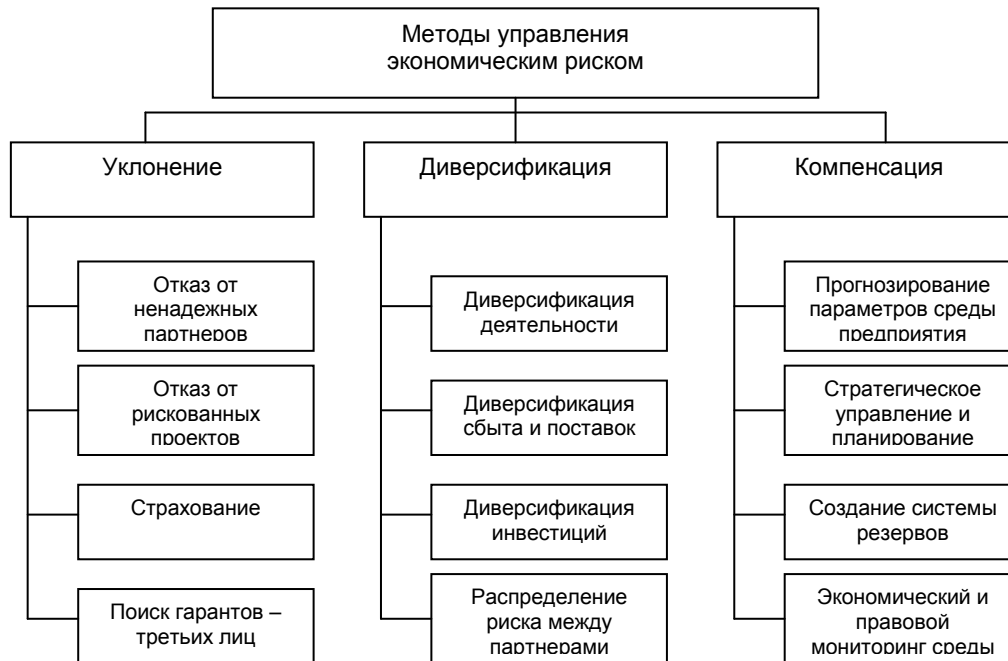 Методы управления
экономическим риском
Уклонение
Отказ от
ненадежных
партнеров
Отказ от
рискованных
проектов
Страхование
Поиск гарантов –
третьих лиц
Диверсификация
Диверсификация
деятельности
Диверсификация
сбыта и поставок
Диверсификация
инвестиций
Распределение
риска между
партнерами
Компенсация
Прогнозирование
параметров среды
предприятия
Стратегическое
управление и
планирование
Создание системы
резервов
Экономический и
правовой
мониторинг среды